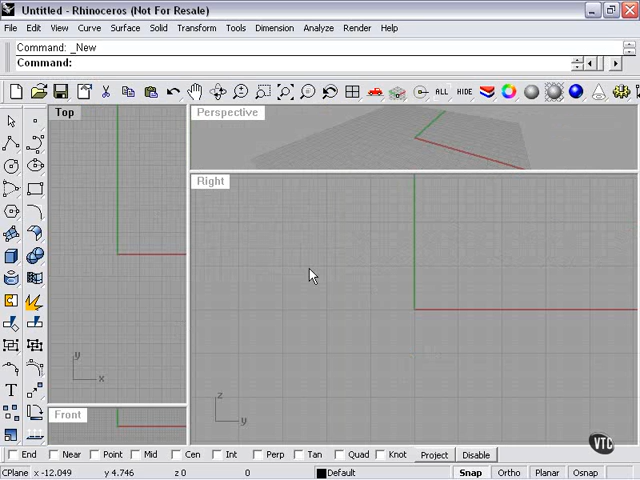 Untitled - Rhinoceros (Not For Resale)
File Edit View Curve Surface Solid Transform Tools Dimension Analyze Render Help
Command: _New
Command:
ALL HIDE
Top
Perspective
Right
y
x
z
y
Front
T
VTC
End Near Point Mid Cen Int Perp Tan Quad Knot Project Disable
CPlane x -12.049 y 4.746 z 0 0 Default Snap Ortho Planar Osnap